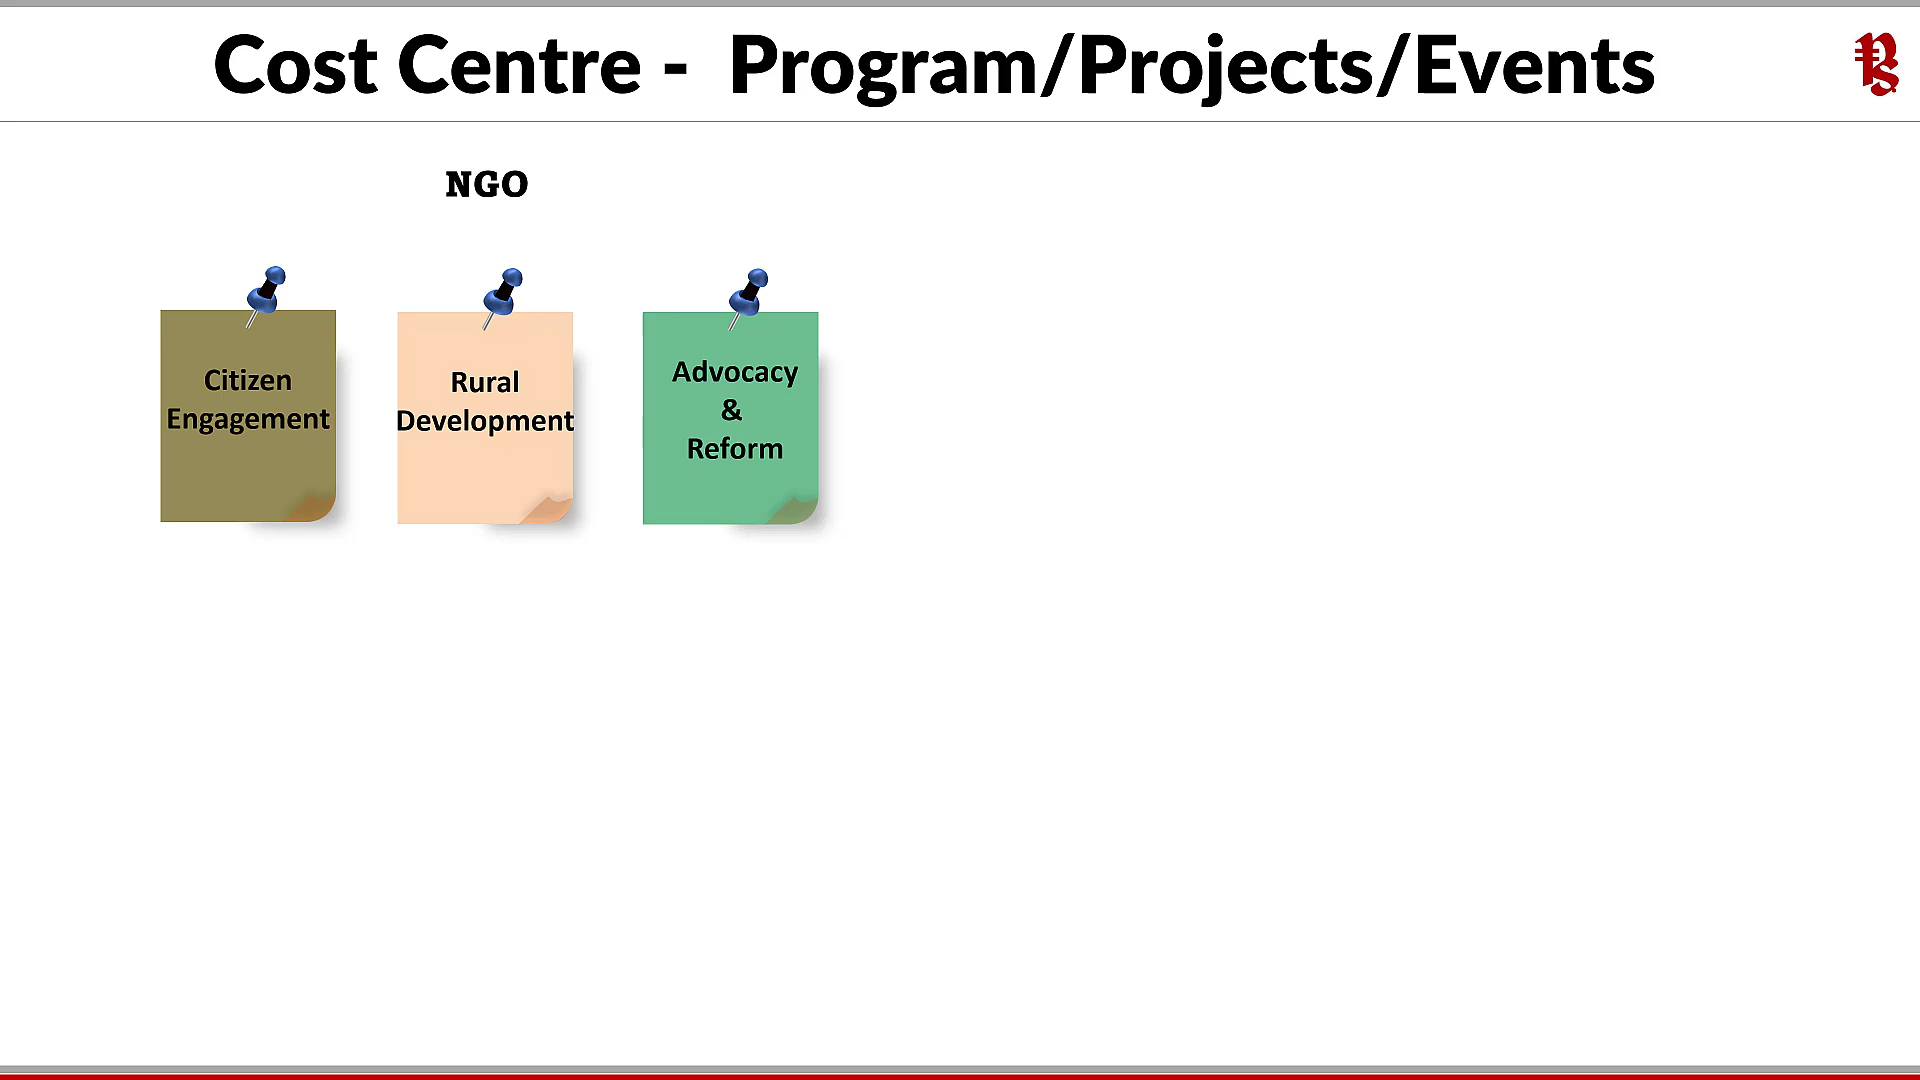 Cost Centre - Program/Projects/Events
NGO
Citizen
Engagement
Rural
Development
Advocacy
&
Reform